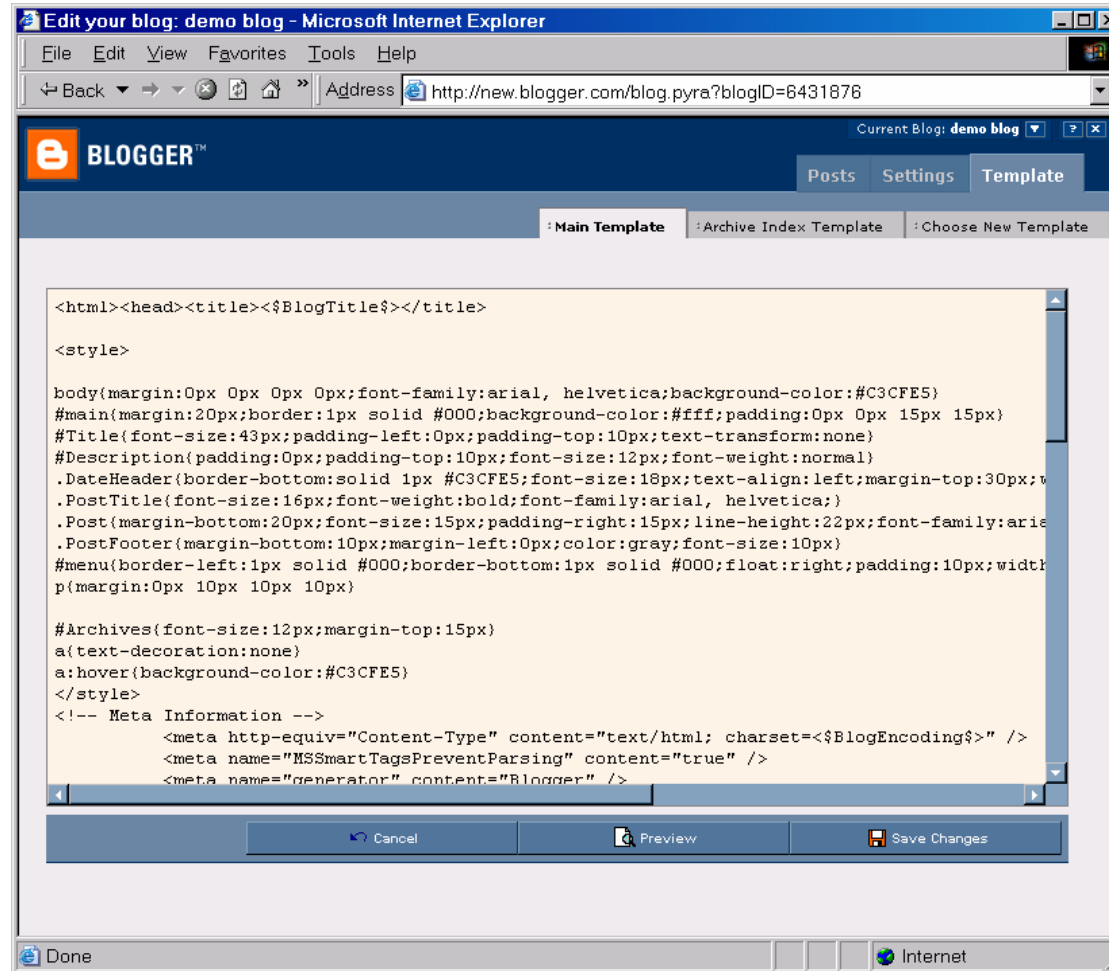 Edit your blog: demo blog - Microsoft Internet Explorer
File Edit View Favorites Tools Help
Back » Address http://new.blogger.com/blog.pyra?blogID=6431876
Current Blog: demo blog ? x
BLOGGER™
Posts Settings Template
Main Template Archive Index Template Choose New Template
<html><head><title><$BlogTitle$></title>
<style>
body{margin:0px 0px 0px 0px;font-family:arial, helvetica;background-color:#C3CFE5}
#main{margin:20px;border:1px solid #000;background-color:#fff;padding:0px 0px 15px 15px}
#Title{font-size:43px;padding-left:0px;padding-top:10px;text-transform:none}
#Description{padding:0px;padding-top:10px;font-size:12px;font-weight:normal}
.DateHeader{border-bottom:solid 1px #C3CFE5;font-size:18px;text-align:left;margin-top:30px;
.PostTitle{font-size:16px;font-weight:bold;font-family:arial, helvetica;}
.Post{margin-bottom:20px;font-size:15px;padding-right:15px;line-height:22px;font-family:aria
.PostFooter{margin-bottom:10px;margin-left:0px;color:gray;font-size:10px}
#menu{border-left:1px solid #000;border-bottom:1px solid #000;float:right;padding:10px;width
p{margin:0px 10px 10px 10px}
#Archives{font-size:12px;margin-top:15px}
a{text-decoration:none}
a:hover{background-color:#C3CFE5}
</style>
<!-- Meta Information -->
<meta http-equiv="Content-Type" content="text/html; charset=<$BlogEncoding$>" />
<meta name="MSSmartTagsPreventParsing" content="true" />
<meta name="generator" content="Blogger" />
Cancel Preview Save Changes
Done Internet